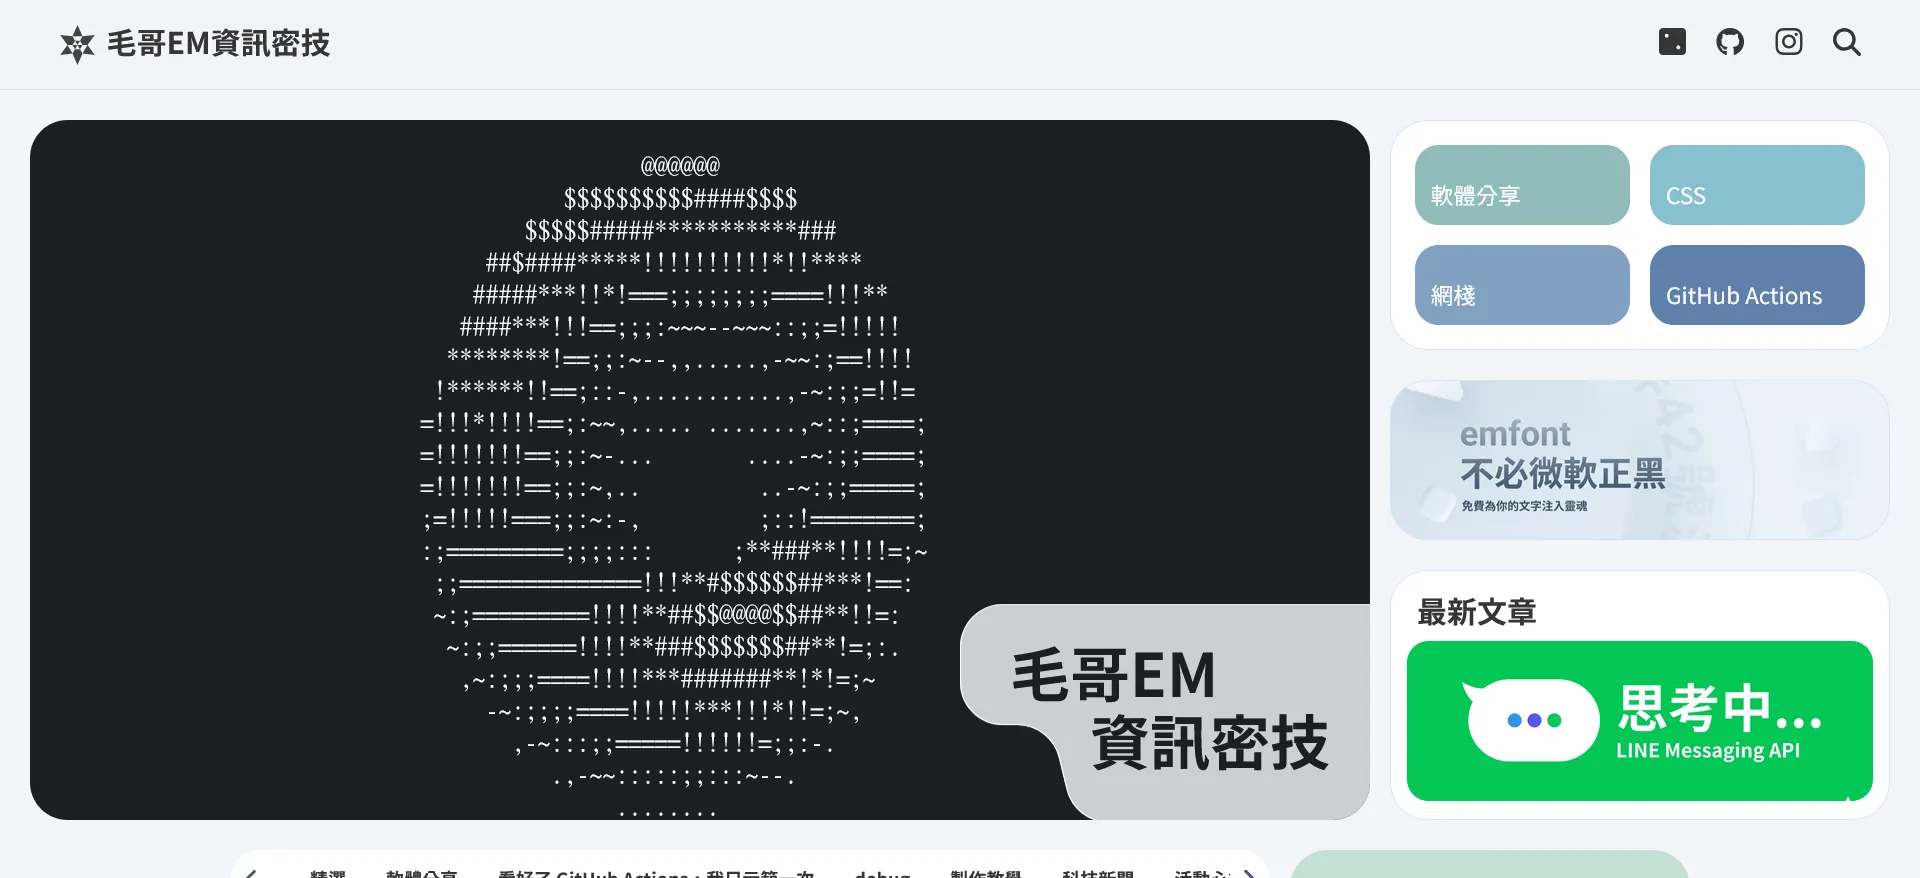 毛哥EM資訊密技
@@@@@@
$$$$$$$$$$####$$$$
$$$$$#####***********###
##$####*****!!!!!!!!!!*!!****
#####***!!*!===;;;;;;;;====!!!**
####***!!!==;;;:~~~--~~~::;;=!!!!!
********!==;;:~--,,.....,-~~:;==!!!!
!******!!==;::-,...........,-~:;;=!!=
=!!!*!!!!==;:~~,..... .......,~::;====;
=!!!!!!!==;;:~-...       ....-~:;;====;
=!!!!!!!==;;:~,..         ..-~:;;=====;
;=!!!!!===;;:~:-,         ;::!========;
:;=========;;;;:::      ;**###**!!!!=;~
;;==============!!!**#$$$$$$##***!==:
~:;=========!!!!**##$$@@@@$$##**!!=:
~:;;======!!!!**###$$$$$$$##**!=;:.
,~:;;;====!!!!***#######**!*!=;~
-~:;;;;====!!!!!***!!!*!!=;~,
,-~:::;;=====!!!!!!=;;:-.
.,-~~:::::;;:::~--.
........
毛哥EM
資訊密技
軟體分享
CSS
網棧
GitHub Actions
emfont
不必微軟正黑
免費為你的文字注入靈魂
最新文章
思考中...
LINE Messaging API
精選 軟體分享 看好了 GitHub Actions，我只示範一次 debug 製作教學 科技新聞 活動心